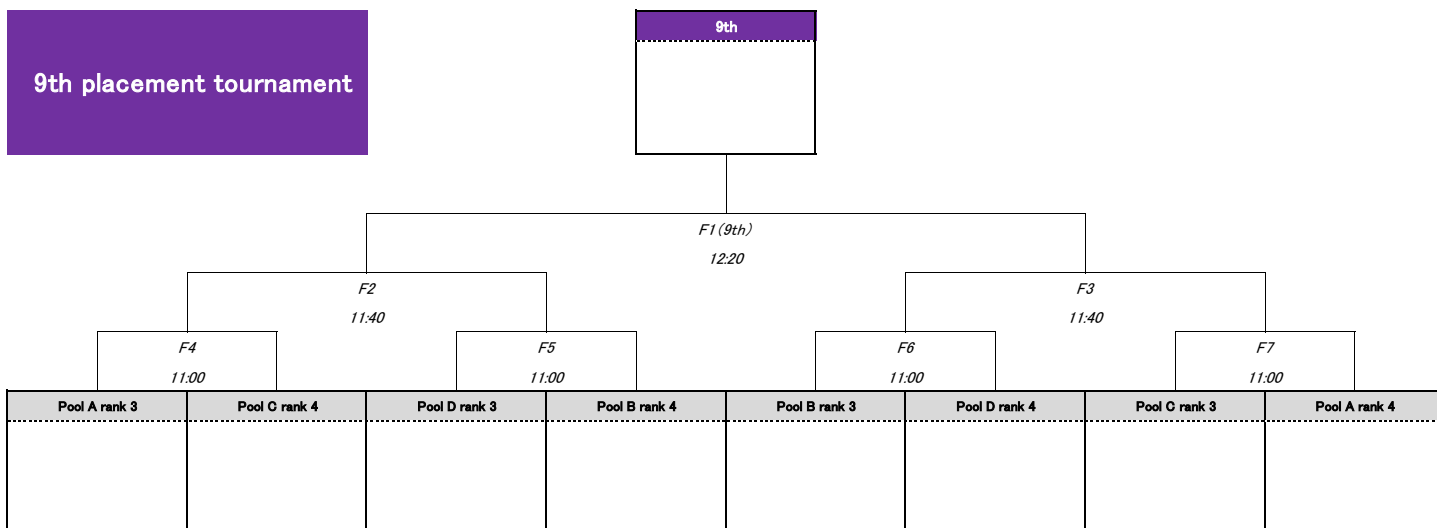 9th placement tournament
9th
F1(9th)
12:20
F2
F3
11:40
11:40
F4
F5
F6
F7
11:00
11:00
11:00
11:00
Pool A rank 3
Pool C rank 4
Pool D rank 3
Pool B rank 4
Pool B rank 3
Pool D rank 4
Pool C rank 3
Pool A rank 4